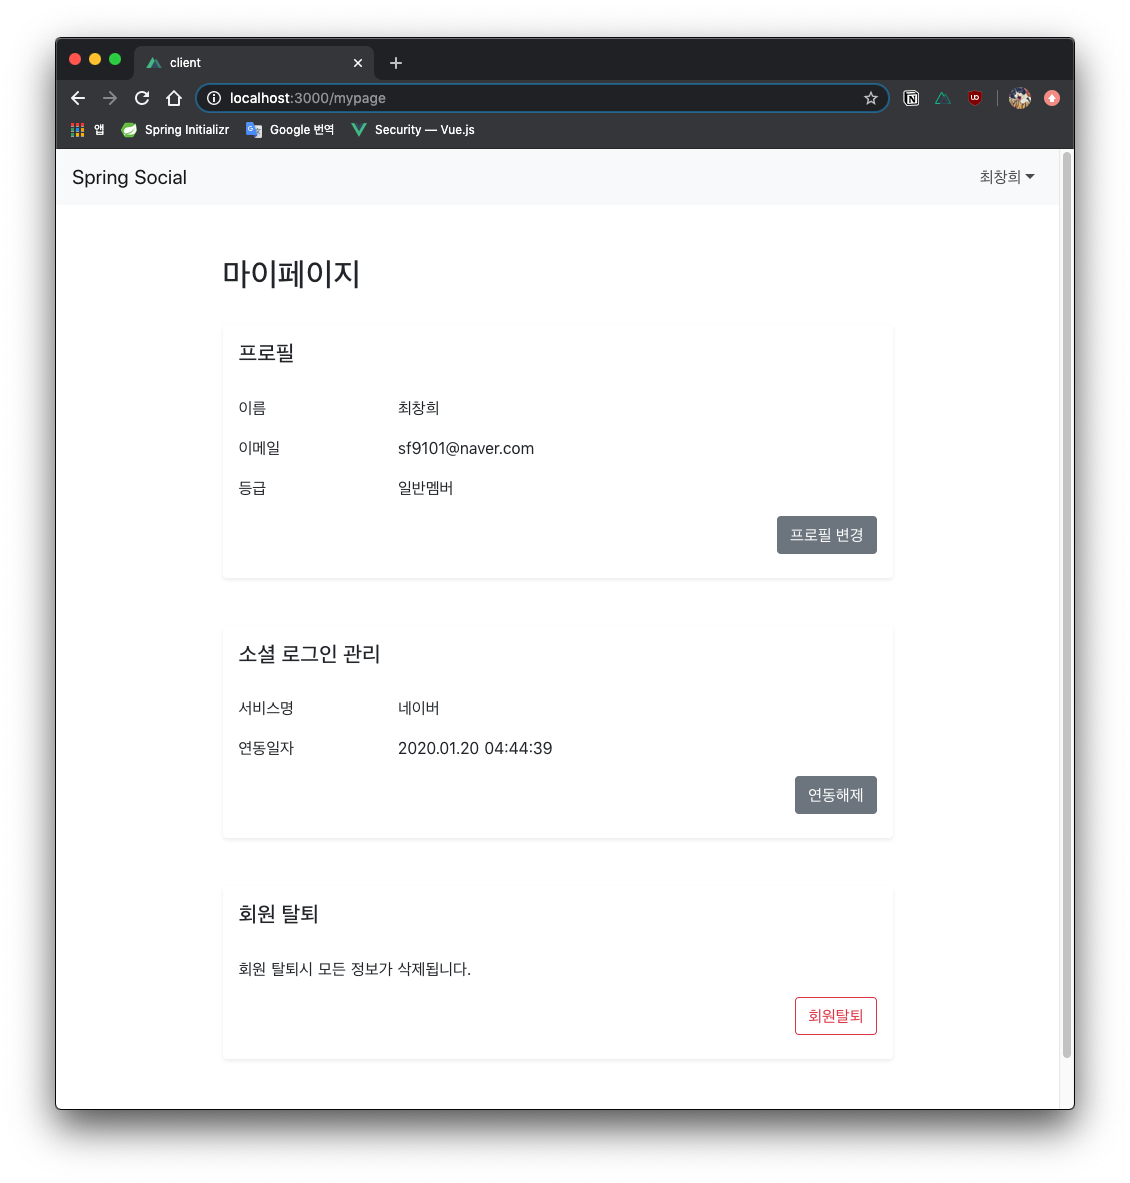 client
localhost:3000/mypage
앱 Spring Initializr Google 번역 Security — Vue.js
Spring Social 최창희
마이페이지
프로필
이름 최창희
이메일 sf9101@naver.com
등급 일반멤버
프로필 변경
소셜 로그인 관리
서비스명 네이버
연동일자 2020.01.20 04:44:39
연동해제
회원 탈퇴
회원 탈퇴시 모든 정보가 삭제됩니다.
회원탈퇴